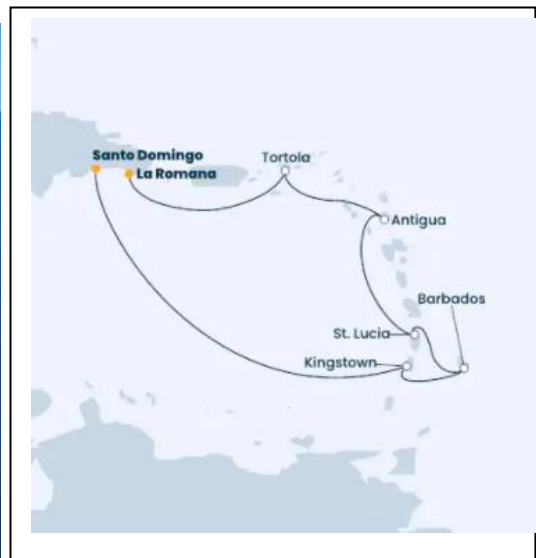 Santo Domingo
La Romana
Tortola
Antigua
Barbados
St. Lucia
Kingstown